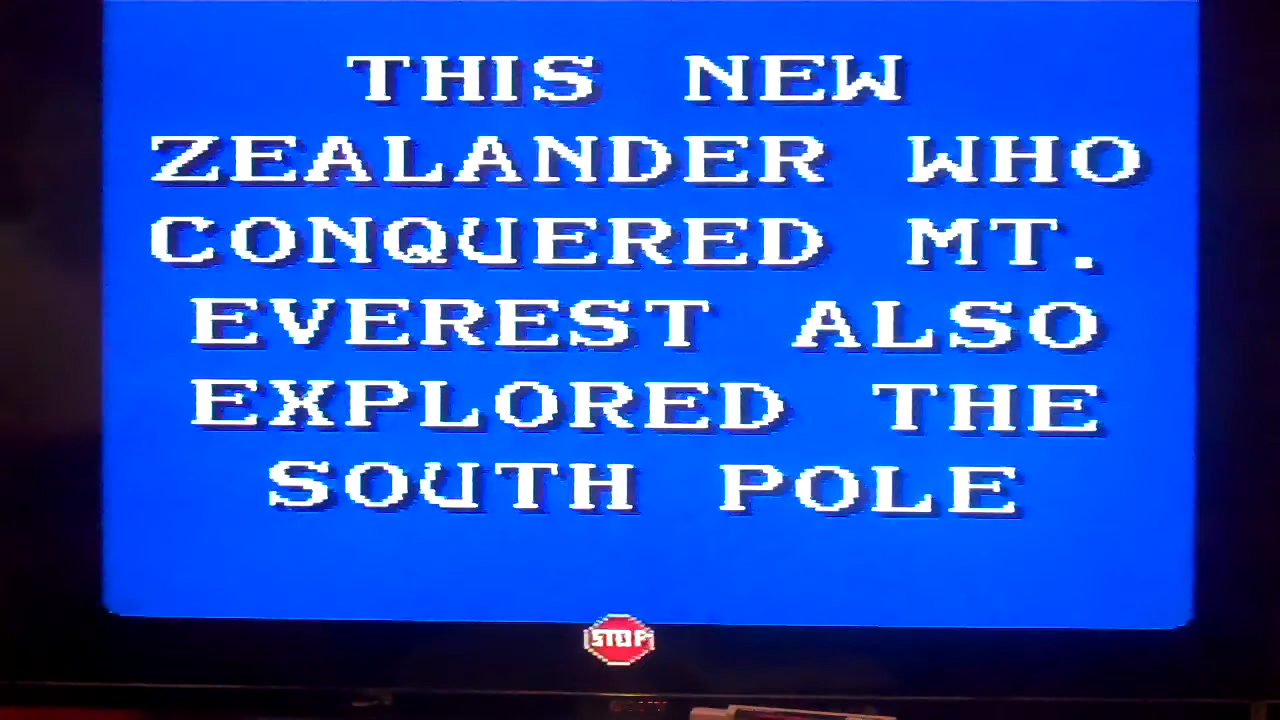 THIS NEW
ZEALANDER WHO
CONQUERED MT.
EVEREST ALSO
EXPLORED THE
SOUTH POLE
STOP